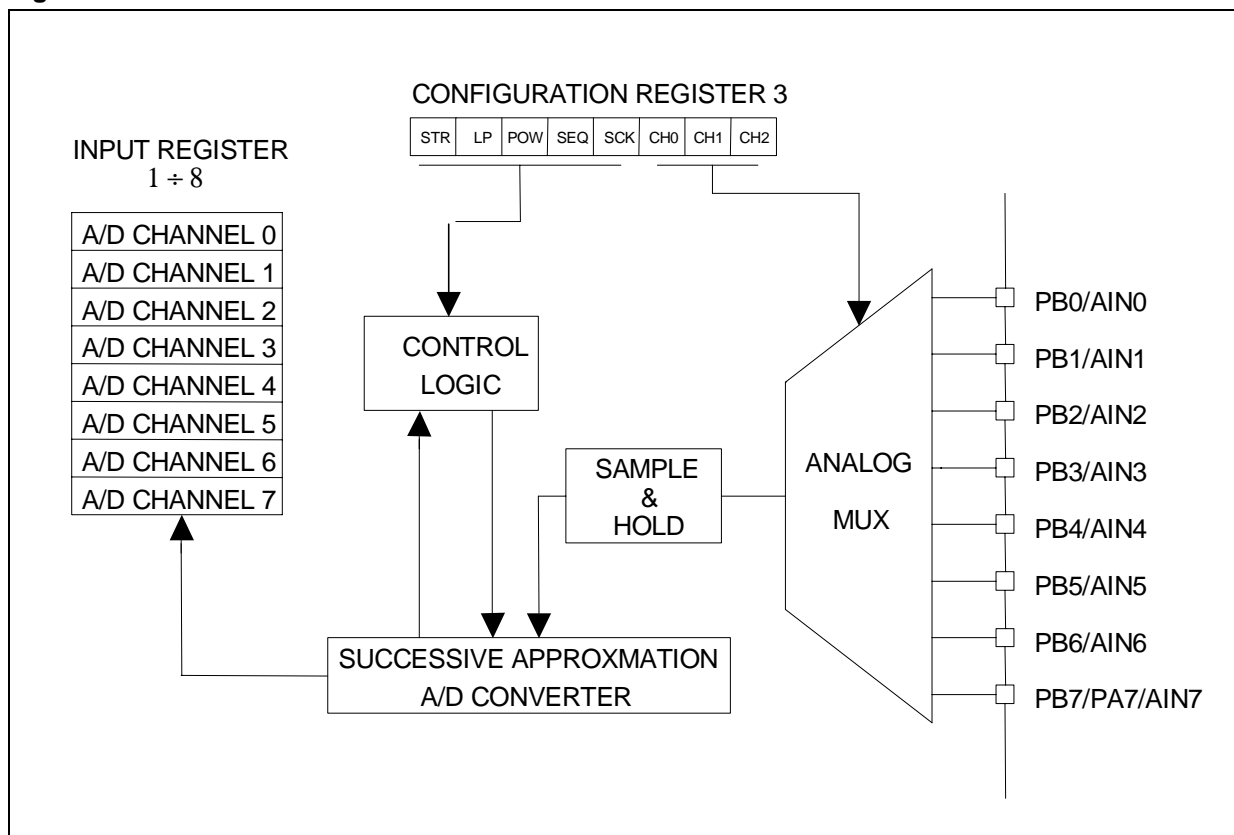 CONFIGURATION REGISTER 3
STR LP POW SEQ SCK CH0 CH1 CH2
INPUT REGISTER
1 ÷ 8
A/D CHANNEL 0
A/D CHANNEL 1
A/D CHANNEL 2
A/D CHANNEL 3
A/D CHANNEL 4
A/D CHANNEL 5
A/D CHANNEL 6
A/D CHANNEL 7
CONTROL
LOGIC
SAMPLE
&
HOLD
ANALOG
MUX
SUCCESSIVE APPROXMATION
A/D CONVERTER
PB0/AIN0
PB1/AIN1
PB2/AIN2
PB3/AIN3
PB4/AIN4
PB5/AIN5
PB6/AIN6
PB7/PA7/AIN7